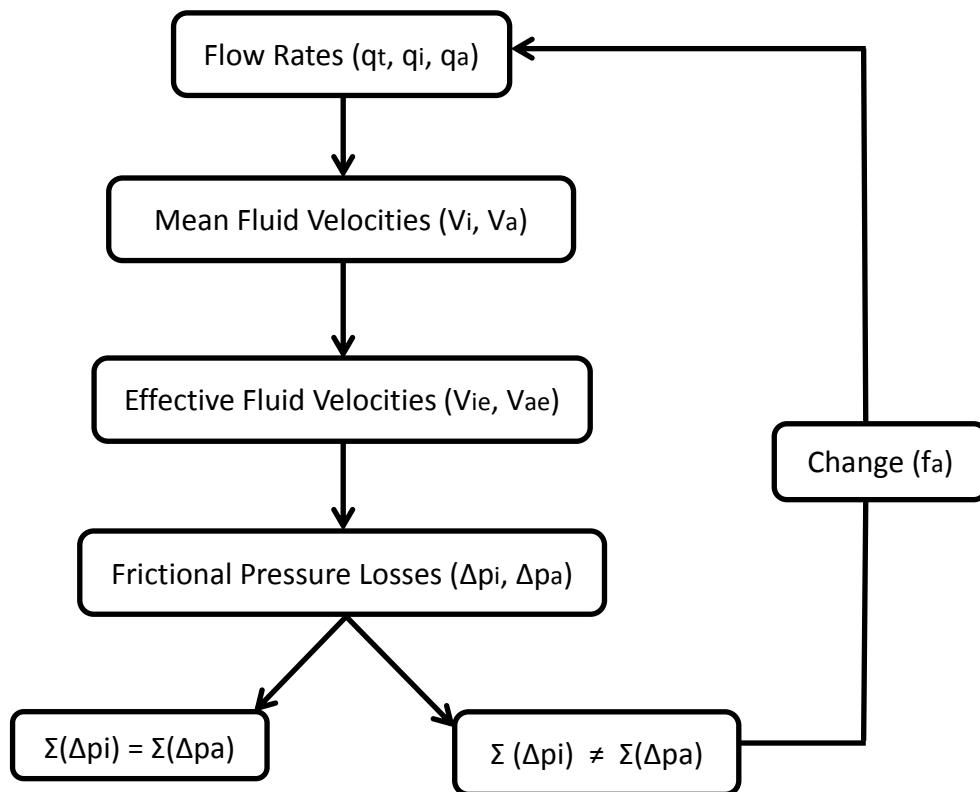 Flow Rates (qt, qi, qa)
Mean Fluid Velocities (Vi, Va)
Effective Fluid Velocities (Vie, Vae)
Change (fa)
Frictional Pressure Losses (Δpi, Δpa)
Σ(Δpi) = Σ(Δpa)
Σ (Δpi) ≠ Σ(Δpa)